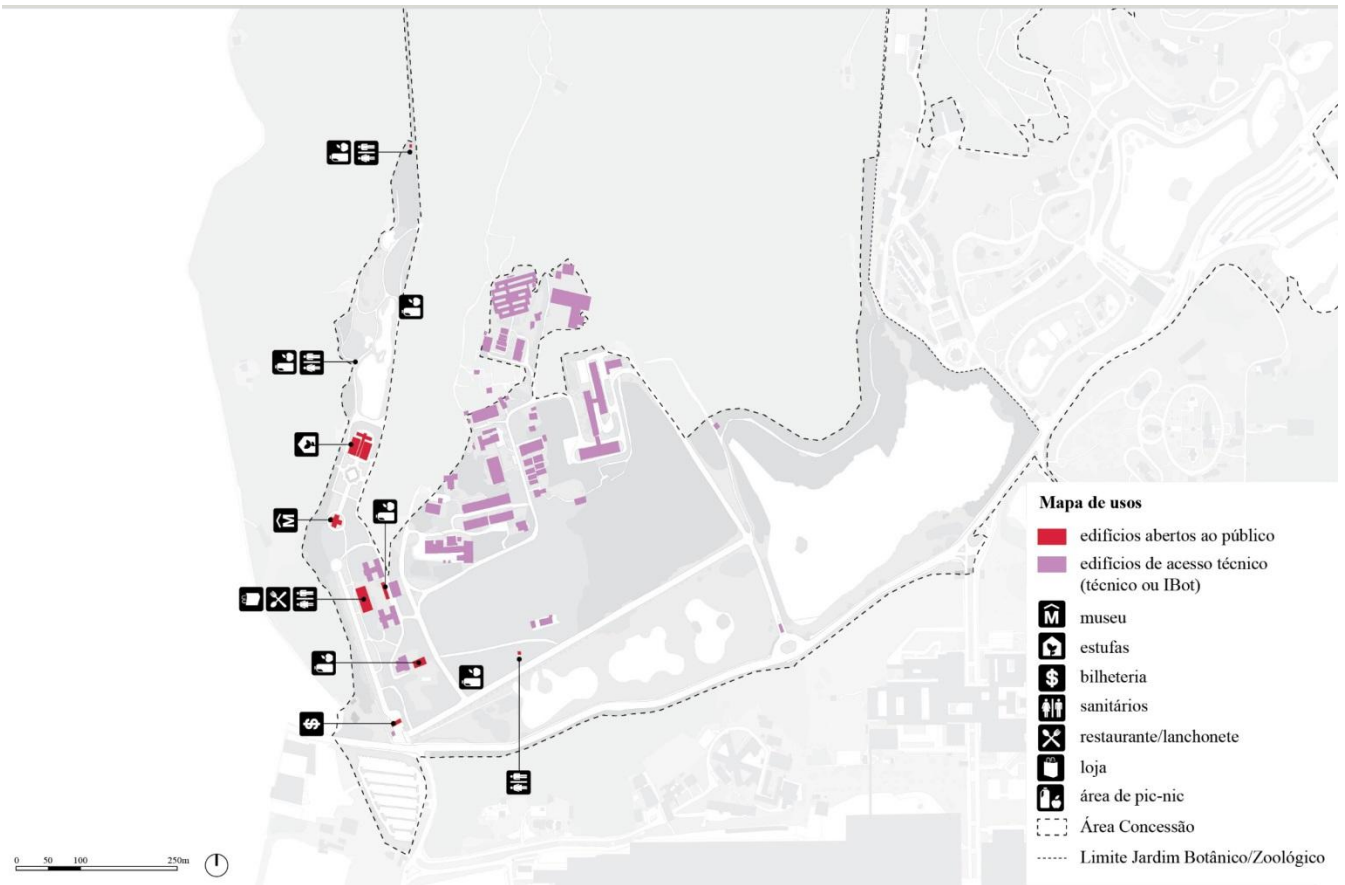 $
Mapa de usos
edifícios abertos ao público
edifícios de acesso técnico
(técnico ou IBot)
M museu
estufas
$ bilheteria
sanitários
restaurante/lanchonete
loja
área de pic-nic
Área Concessão
Limite Jardim Botânico/Zoológico
M
0 50 100 250m